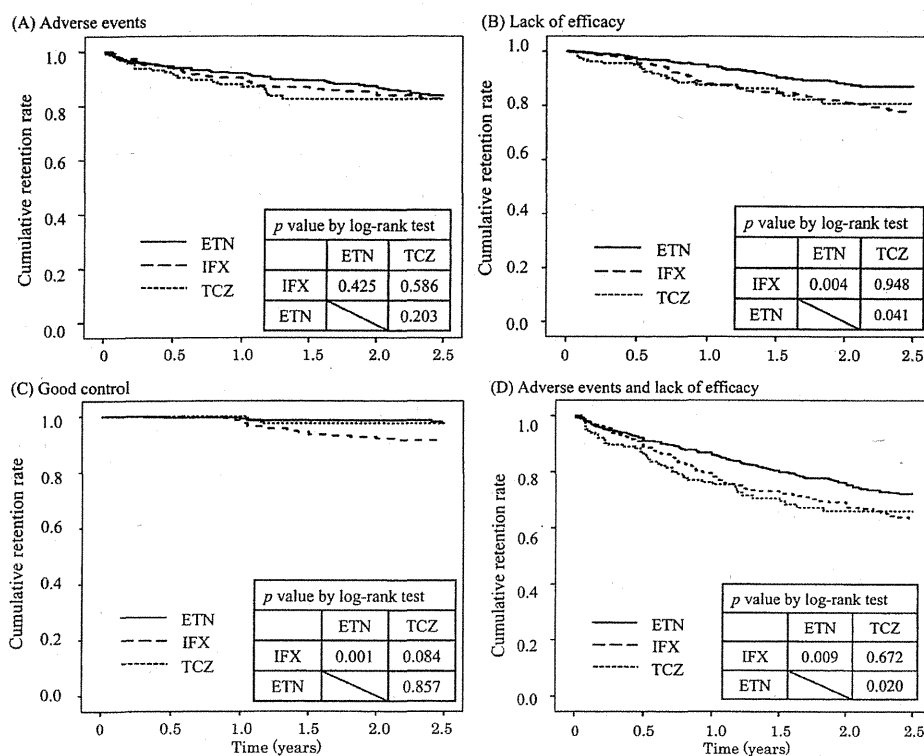 (A) Adverse events
Cumulative retention rate
1.0
0.8
0.6
0.4
0.2
0.0
ETN
IFX
TCZ
p value by log-rank test
ETN TCZ
IFX 0.425 0.586
ETN 0.203
0 0.5 1.0 1.5 2.0 2.5
(B) Lack of efficacy
Cumulative retention rate
1.0
0.8
0.6
0.4
0.2
0.0
ETN
IFX
TCZ
p value by log-rank test
ETN TCZ
IFX 0.004 0.948
ETN 0.041
0 0.5 1.0 1.5 2.0 2.5
(C) Good control
Cumulative retention rate
1.0
0.8
0.6
0.4
0.2
0.0
ETN
IFX
TCZ
p value by log-rank test
ETN TCZ
IFX 0.001 0.084
ETN 0.857
0 0.5 1.0 1.5 2.0 2.5
Time (years)
(D) Adverse events and lack of efficacy
Cumulative retention rate
1.0
0.8
0.6
0.4
0.2
0.0
ETN
IFX
TCZ
p value by log-rank test
ETN TCZ
IFX 0.009 0.672
ETN 0.020
0 0.5 1.0 1.5 2.0 2.5
Time (years)